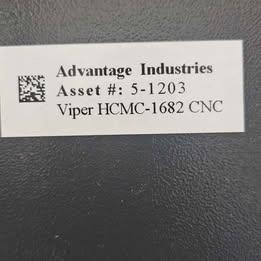 Advantage Industries
Asset #: 5-1203
Viper HCMC-1682 CNC